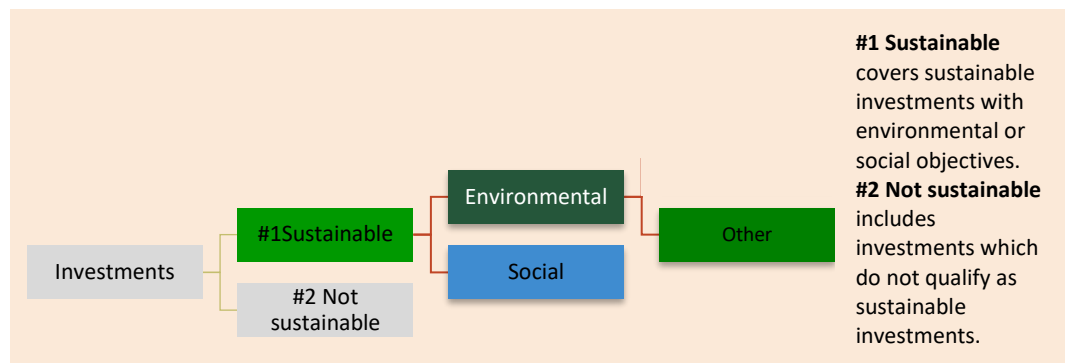 Investments
#1Sustainable
#2 Not
sustainable
Environmental
Social
Other
#1 Sustainable
covers sustainable
investments with
environmental or
social objectives.
#2 Not sustainable
includes
investments which
do not qualify as
sustainable
investments.